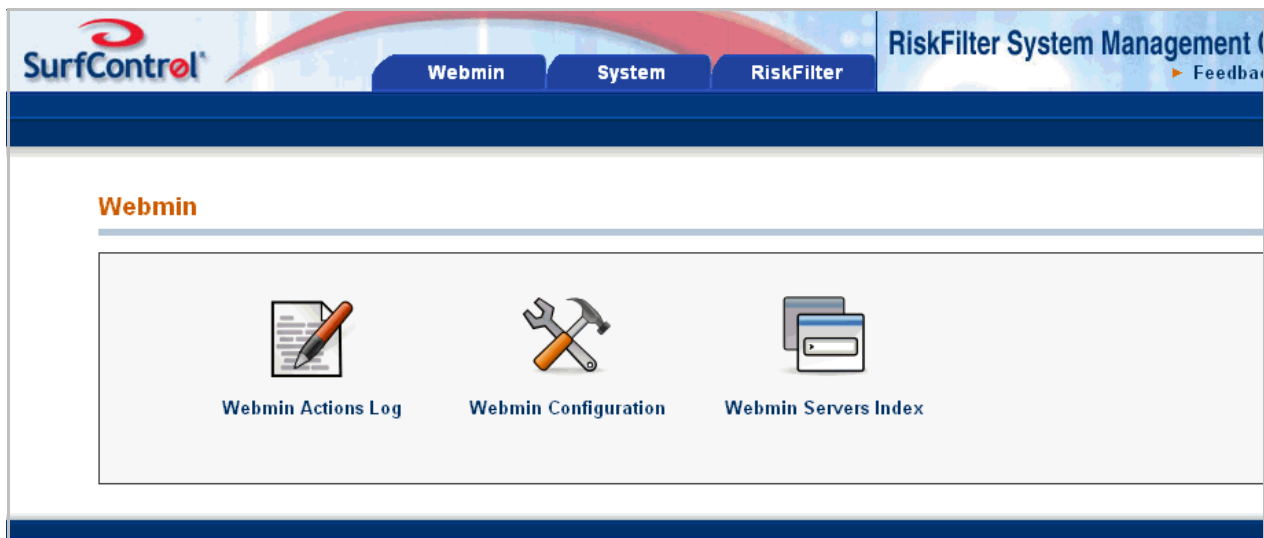 SurfControl
Webmin
System
RiskFilter
RiskFilter System Management
Webmin
Webmin Actions Log
Webmin Configuration
Webmin Servers Index